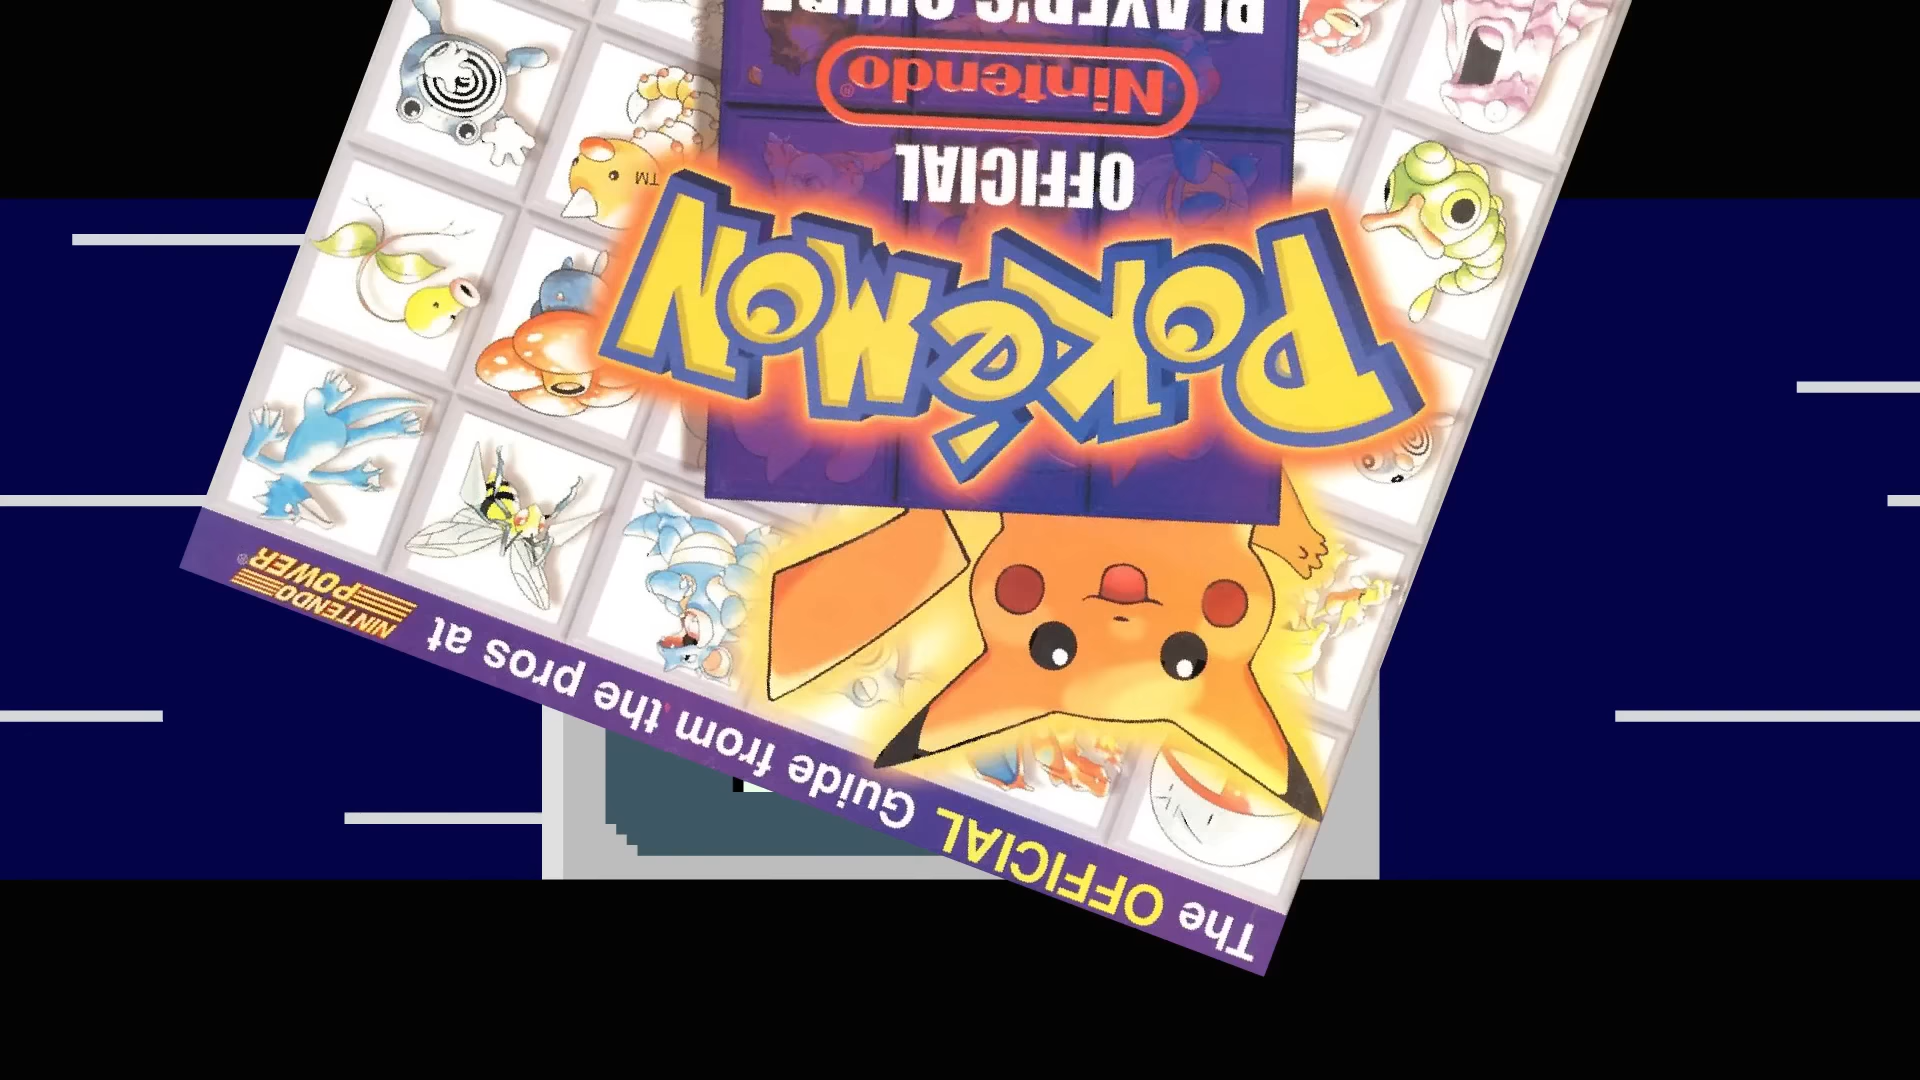 The OFFICIAL Guide from the pros at
NINTENDO
POWER®
POKéMON
TM
OFFICIAL
Nintendo®
PLAYER'S GUIDE